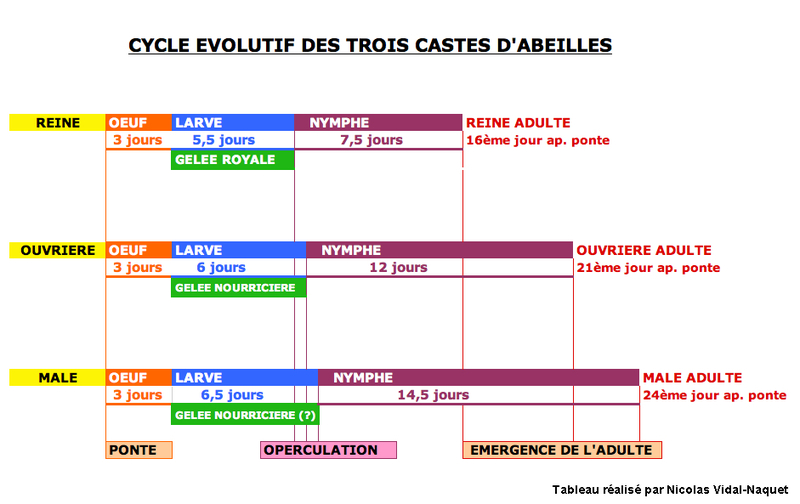 CYCLE EVOLUTIF DES TROIS CASTES D'ABEILLES
REINE OEUF LARVE NYMPHE REINE ADULTE
3 jours 5,5 jours 7,5 jours 16ème jour ap. ponte
GELEE ROYALE
OUVRIERE OEUF LARVE NYMPHE OUVRIERE ADULTE
3 jours 6 jours 12 jours 21ème jour ap. ponte
GELEE NOURRICIERE
MALE OEUF LARVE NYMPHE MALE ADULTE
3 jours 6,5 jours 14,5 jours 24ème jour ap. ponte
GELEE NOURRICIERE (?)
PONTE OPERCULATION EMERGENCE DE L'ADULTE
Tableau réalisé par Nicolas Vidal-Naquet